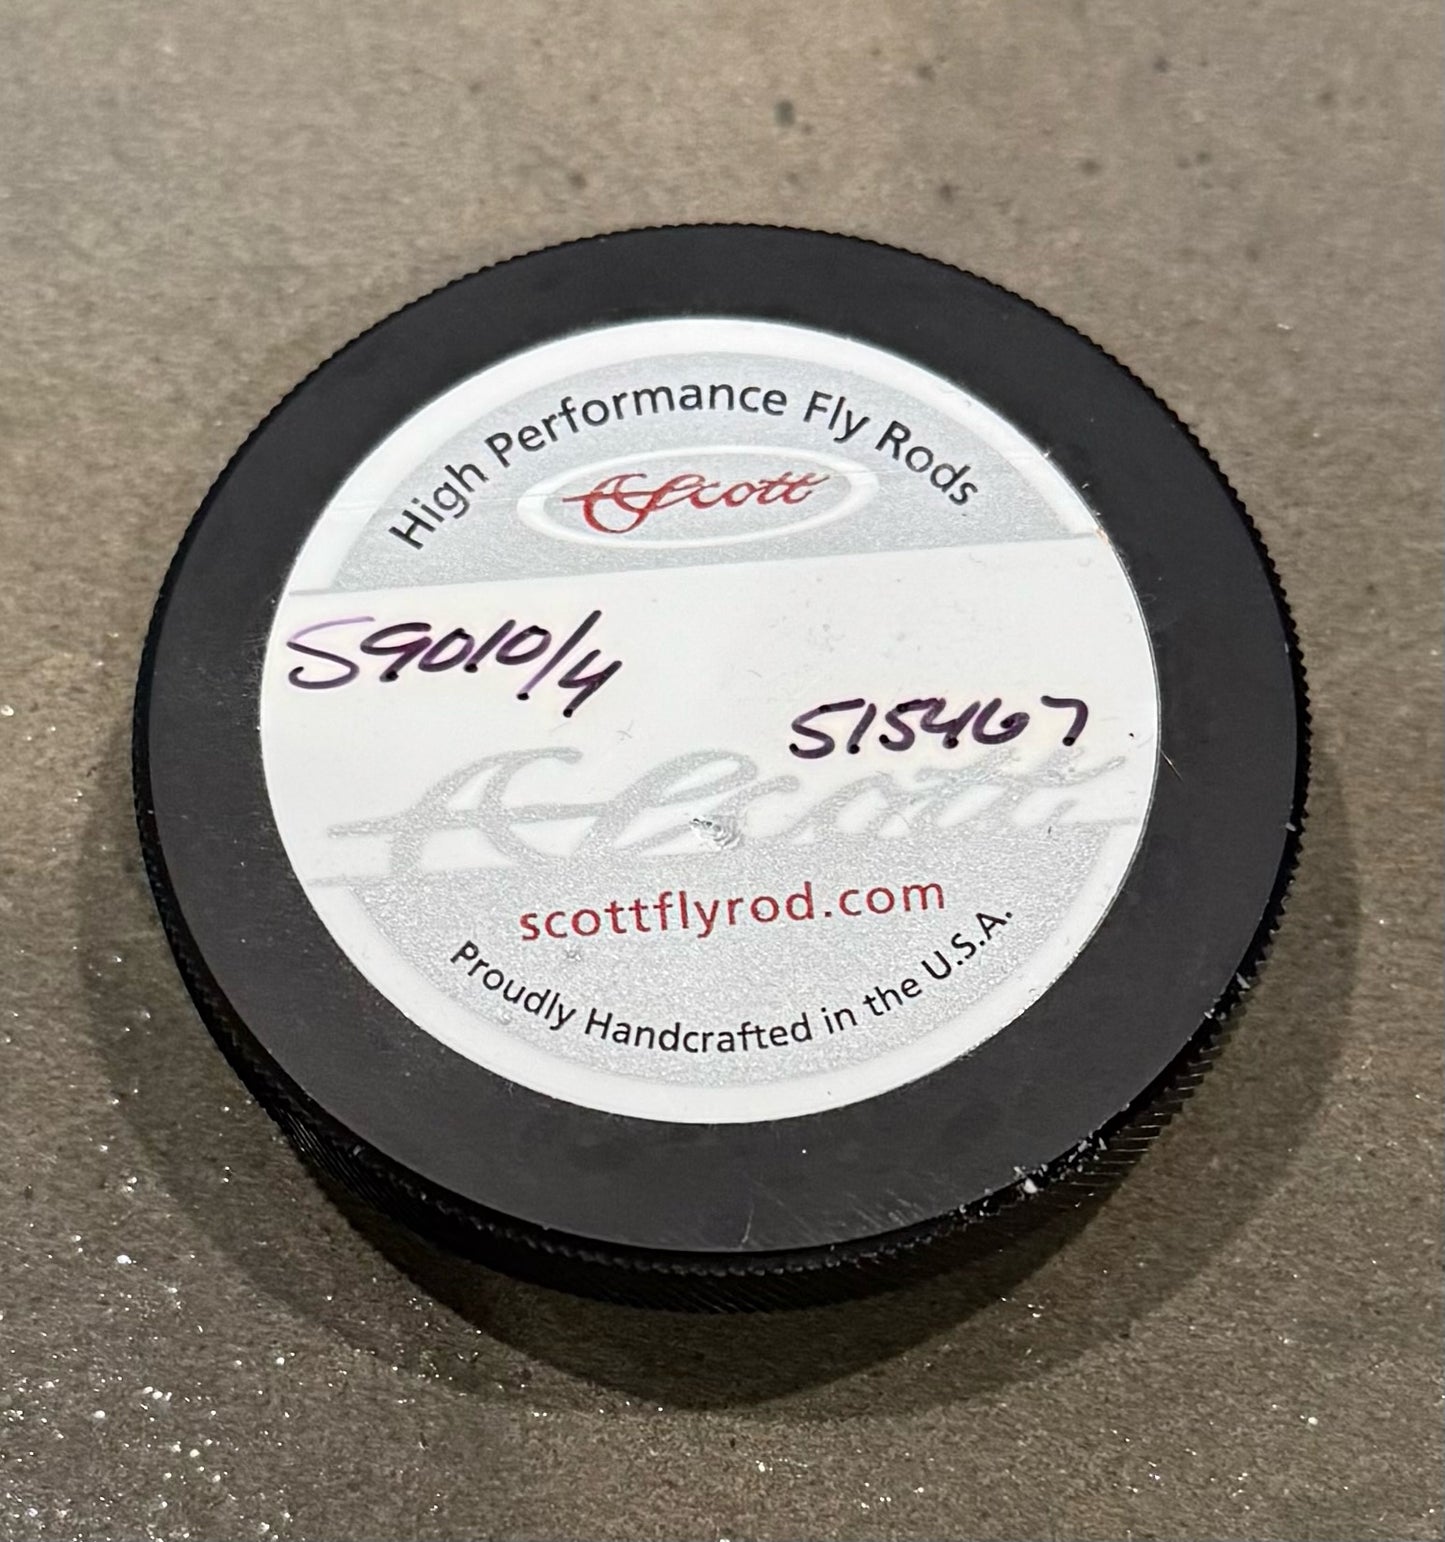 High Performance Fly Rods
Scott
S9010/4
515467
Scott
scottflyrod.com
Proudly Handcrafted in the U.S.A.